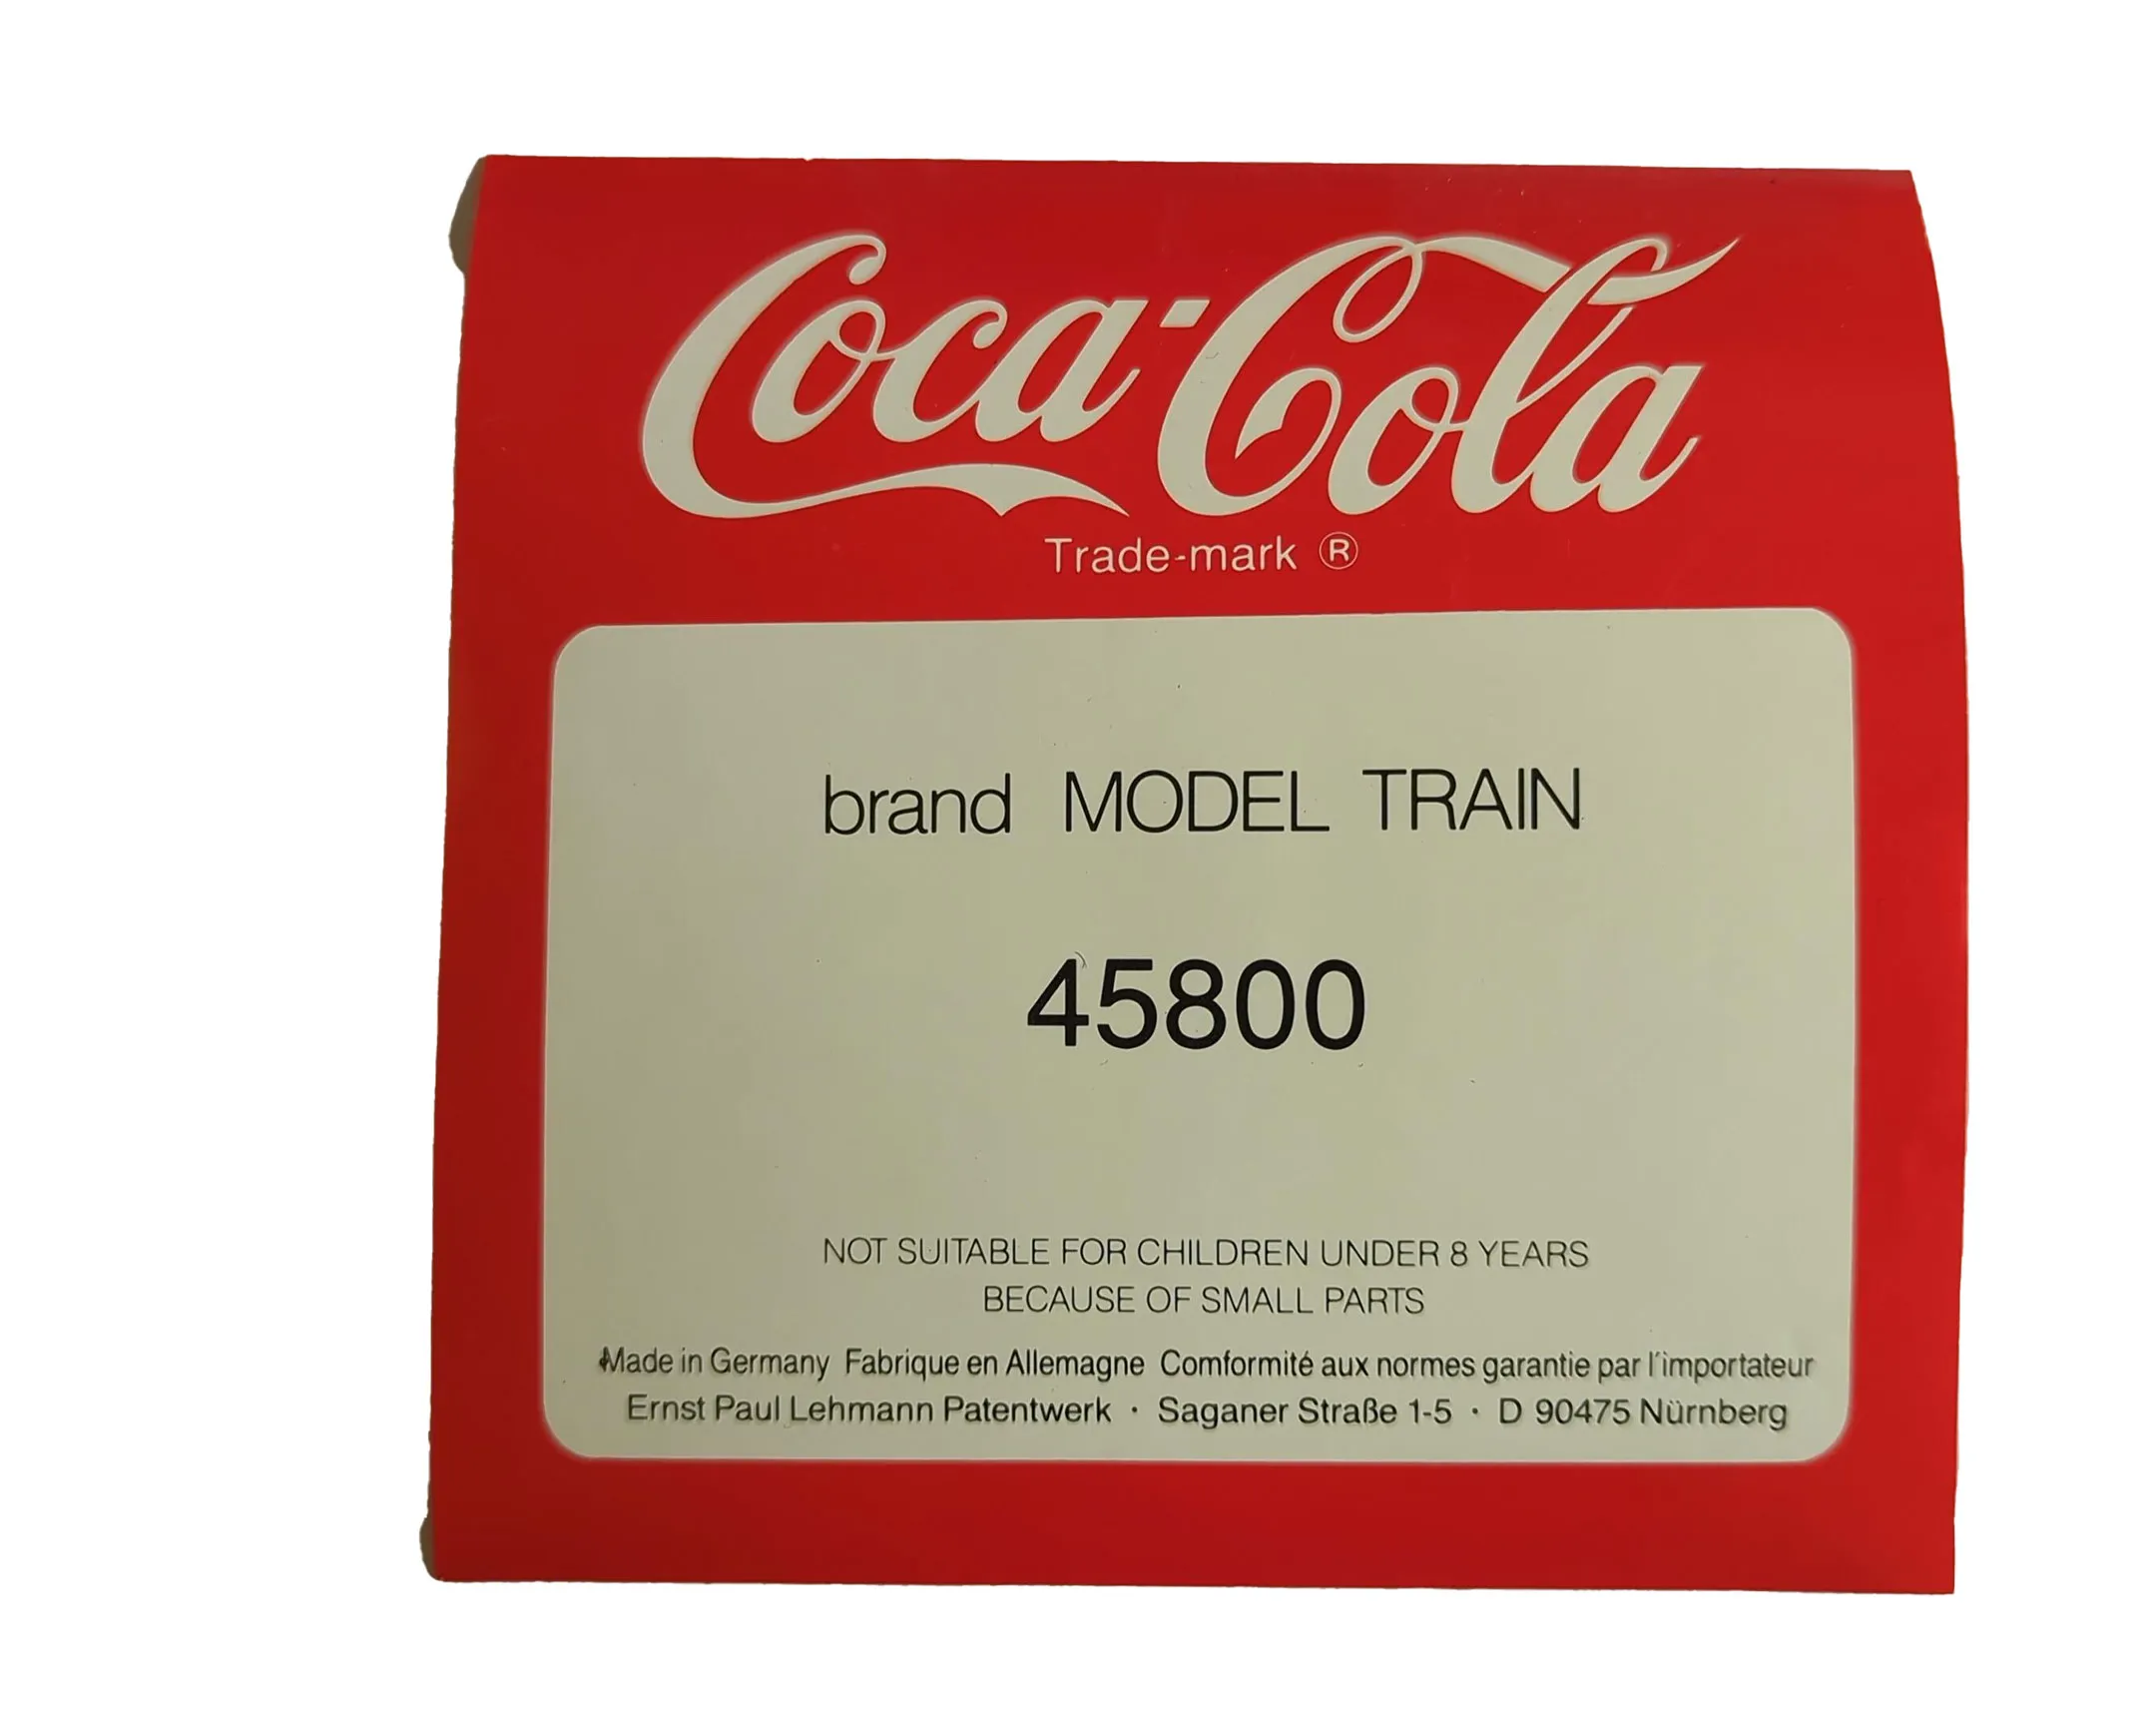 Coca-Cola
Trade-mark ®
brand MODEL TRAIN
45800
NOT SUITABLE FOR CHILDREN UNDER 8 YEARS
BECAUSE OF SMALL PARTS
Made in Germany Fabrique en Allemagne Comformité aux normes garantie par l'importateur
Ernst Paul Lehmann Patentwerk · Saganer Straße 1-5 · D 90475 Nürnberg